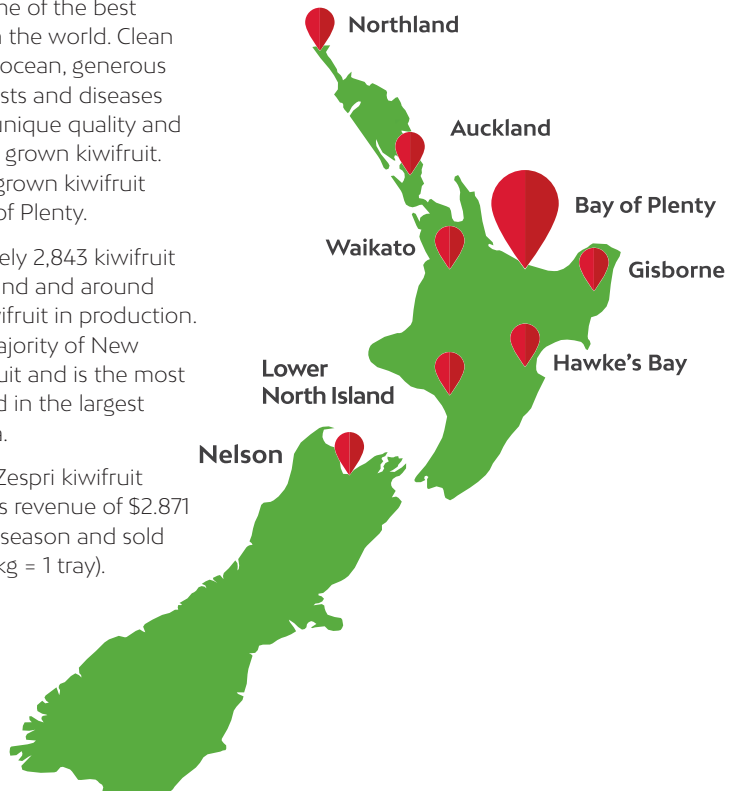 ne of the best
the world. Clean
ocean, generous
sts and diseases
unique quality and
grown kiwifruit.
grown kiwifruit
of Plenty.
ely 2,843 kiwifruit
nd and around
ifruit in production.
ajority of New
uit and is the most
d in the largest
Zespri kiwifruit
s revenue of $2.871
season and sold
kg = 1 tray).
Northland
Auckland
Bay of Plenty
Waikato
Gisborne
Hawke's Bay
Lower
North Island
Nelson